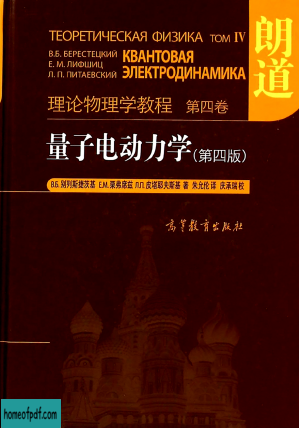 ТЕОРЕТИЧЕСКАЯ ФИЗИКА ТОМ IV
В.Б. БЕРЕСТЕЦКИЙ КВАНТОВАЯ
Е.М. ЛИФШИЦ ЭЛЕКТРОДИНАМИКА
Л.П. ПИТАЕВСКИЙ
朗道
理论物理学教程 第四卷
量子电动力学(第四版)
В.Б. 别列斯捷茨基 Е.М. 栗弗席兹 Л.П. 皮塔耶夫斯基 著 朱允伦 译 庆承瑞 校
高等教育出版社
homeofpdf.com